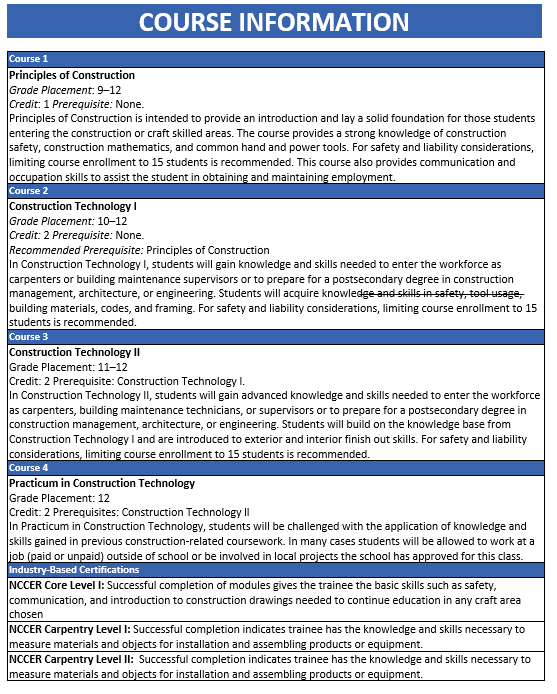 COURSE INFORMATION
Course 1
Principles of Construction
Grade Placement: 9–12
Credit: 1 Prerequisite: None.
Principles of Construction is intended to provide an introduction and lay a solid foundation for those students
entering the construction or craft skilled areas. The course provides a strong knowledge of construction
safety, construction mathematics, and common hand and power tools. For safety and liability considerations,
limiting course enrollment to 15 students is recommended. This course also provides communication and
occupation skills to assist the student in obtaining and maintaining employment.
Course 2
Construction Technology I
Grade Placement: 10–12
Credit: 2 Prerequisite: None.
Recommended Prerequisite: Principles of Construction
In Construction Technology I, students will gain knowledge and skills needed to enter the workforce as
carpenters or building maintenance supervisors or to prepare for a postsecondary degree in construction
management, architecture, or engineering. Students will acquire knowledge and skills in safety, tool usage,
building materials, codes, and framing. For safety and liability considerations, limiting course enrollment to 15
students is recommended.
Course 3
Construction Technology II
Grade Placement: 11–12
Credit: 2 Prerequisite: Construction Technology I.
In Construction Technology II, students will gain advanced knowledge and skills needed to enter the workforce
as carpenters, building maintenance technicians, or supervisors or to prepare for a postsecondary degree in
construction management, architecture, or engineering. Students will build on the knowledge base from
Construction Technology I and are introduced to exterior and interior finish out skills. For safety and liability
considerations, limiting course enrollment to 15 students is recommended.
Course 4
Practicum in Construction Technology
Grade Placement: 12
Credit: 2 Prerequisites: Construction Technology II
In Practicum in Construction Technology, students will be challenged with the application of knowledge and
skills gained in previous construction-related coursework. In many cases students will be allowed to work at a
job (paid or unpaid) outside of school or be involved in local projects the school has approved for this class.
Industry-Based Certifications
NCCER Core Level I: Successful completion of modules gives the trainee the basic skills such as safety,
communication, and introduction to construction drawings needed to continue education in any craft area
chosen
NCCER Carpentry Level I: Successful completion indicates trainee has the knowledge and skills necessary to
measure materials and objects for installation and assembling products or equipment.
NCCER Carpentry Level II: Successful completion indicates trainee has the knowledge and skills necessary to
measure materials and objects for installation and assembling products or equipment.